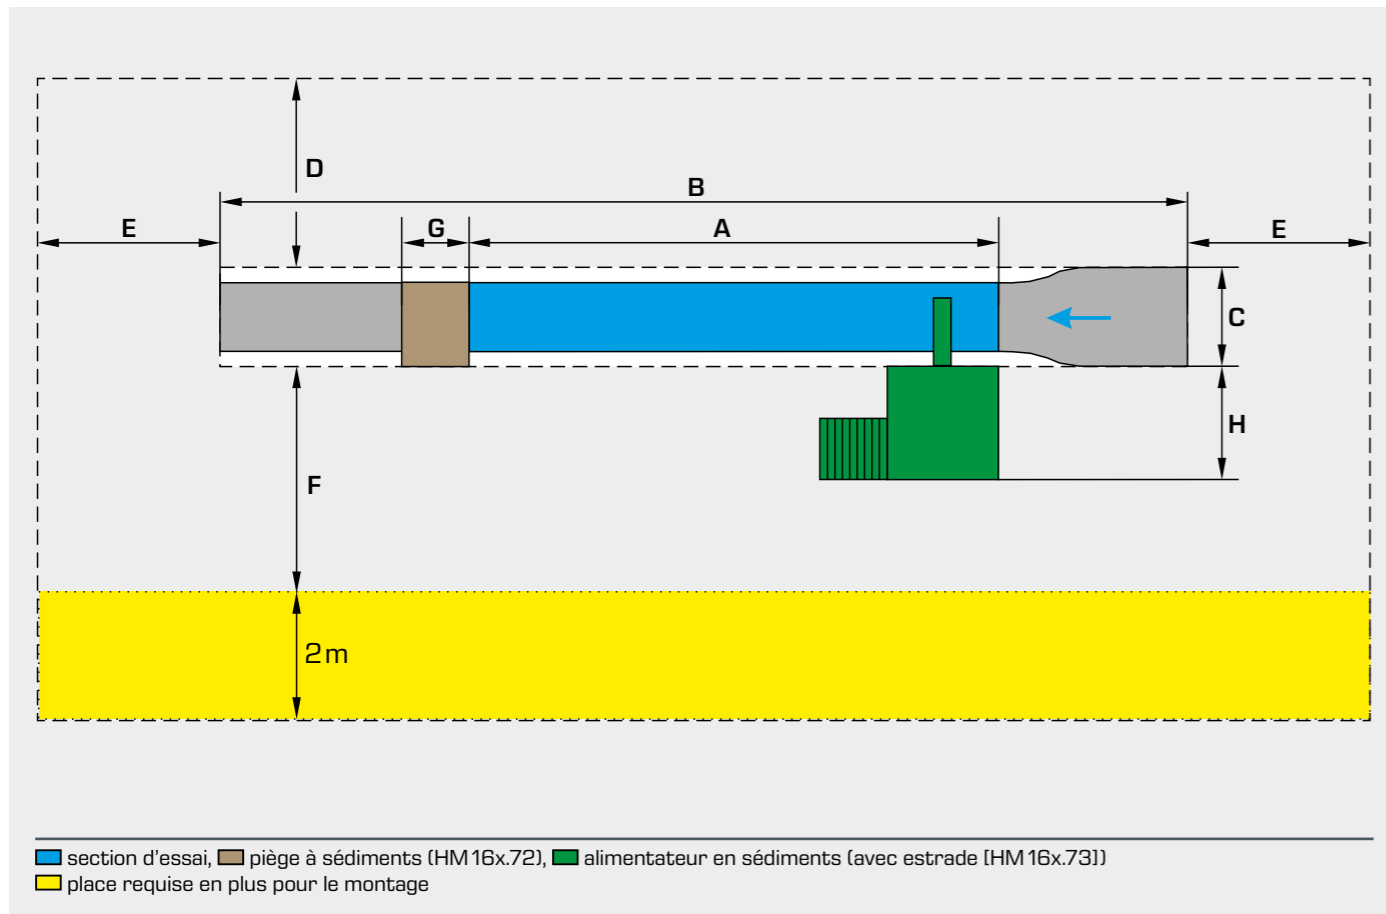 D
B
E
G
A
E
C
H
F
2 m
section d'essai, piège à sédiments (HM 16x.72), alimentateur en sédiments (avec estrade [HM 16x.73])
place requise en plus pour le montage